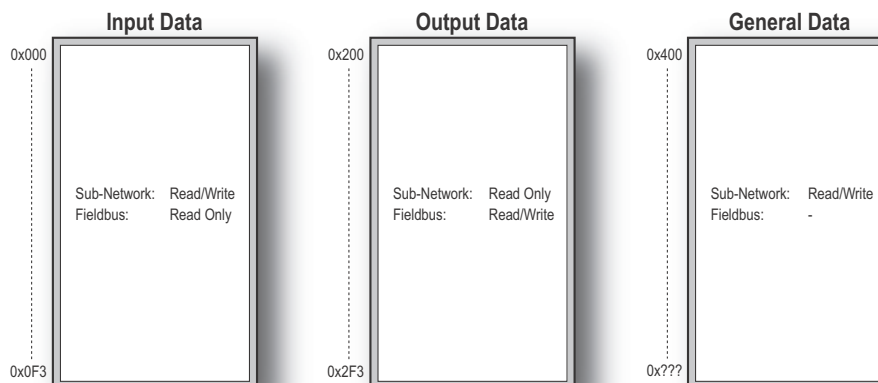 Input Data
0x000
Sub-Network: Read/Write
Fieldbus: Read Only
0x0F3
Output Data
0x200
Sub-Network: Read Only
Fieldbus: Read/Write
0x2F3
General Data
0x400
Sub-Network: Read/Write
Fieldbus: -
0x???